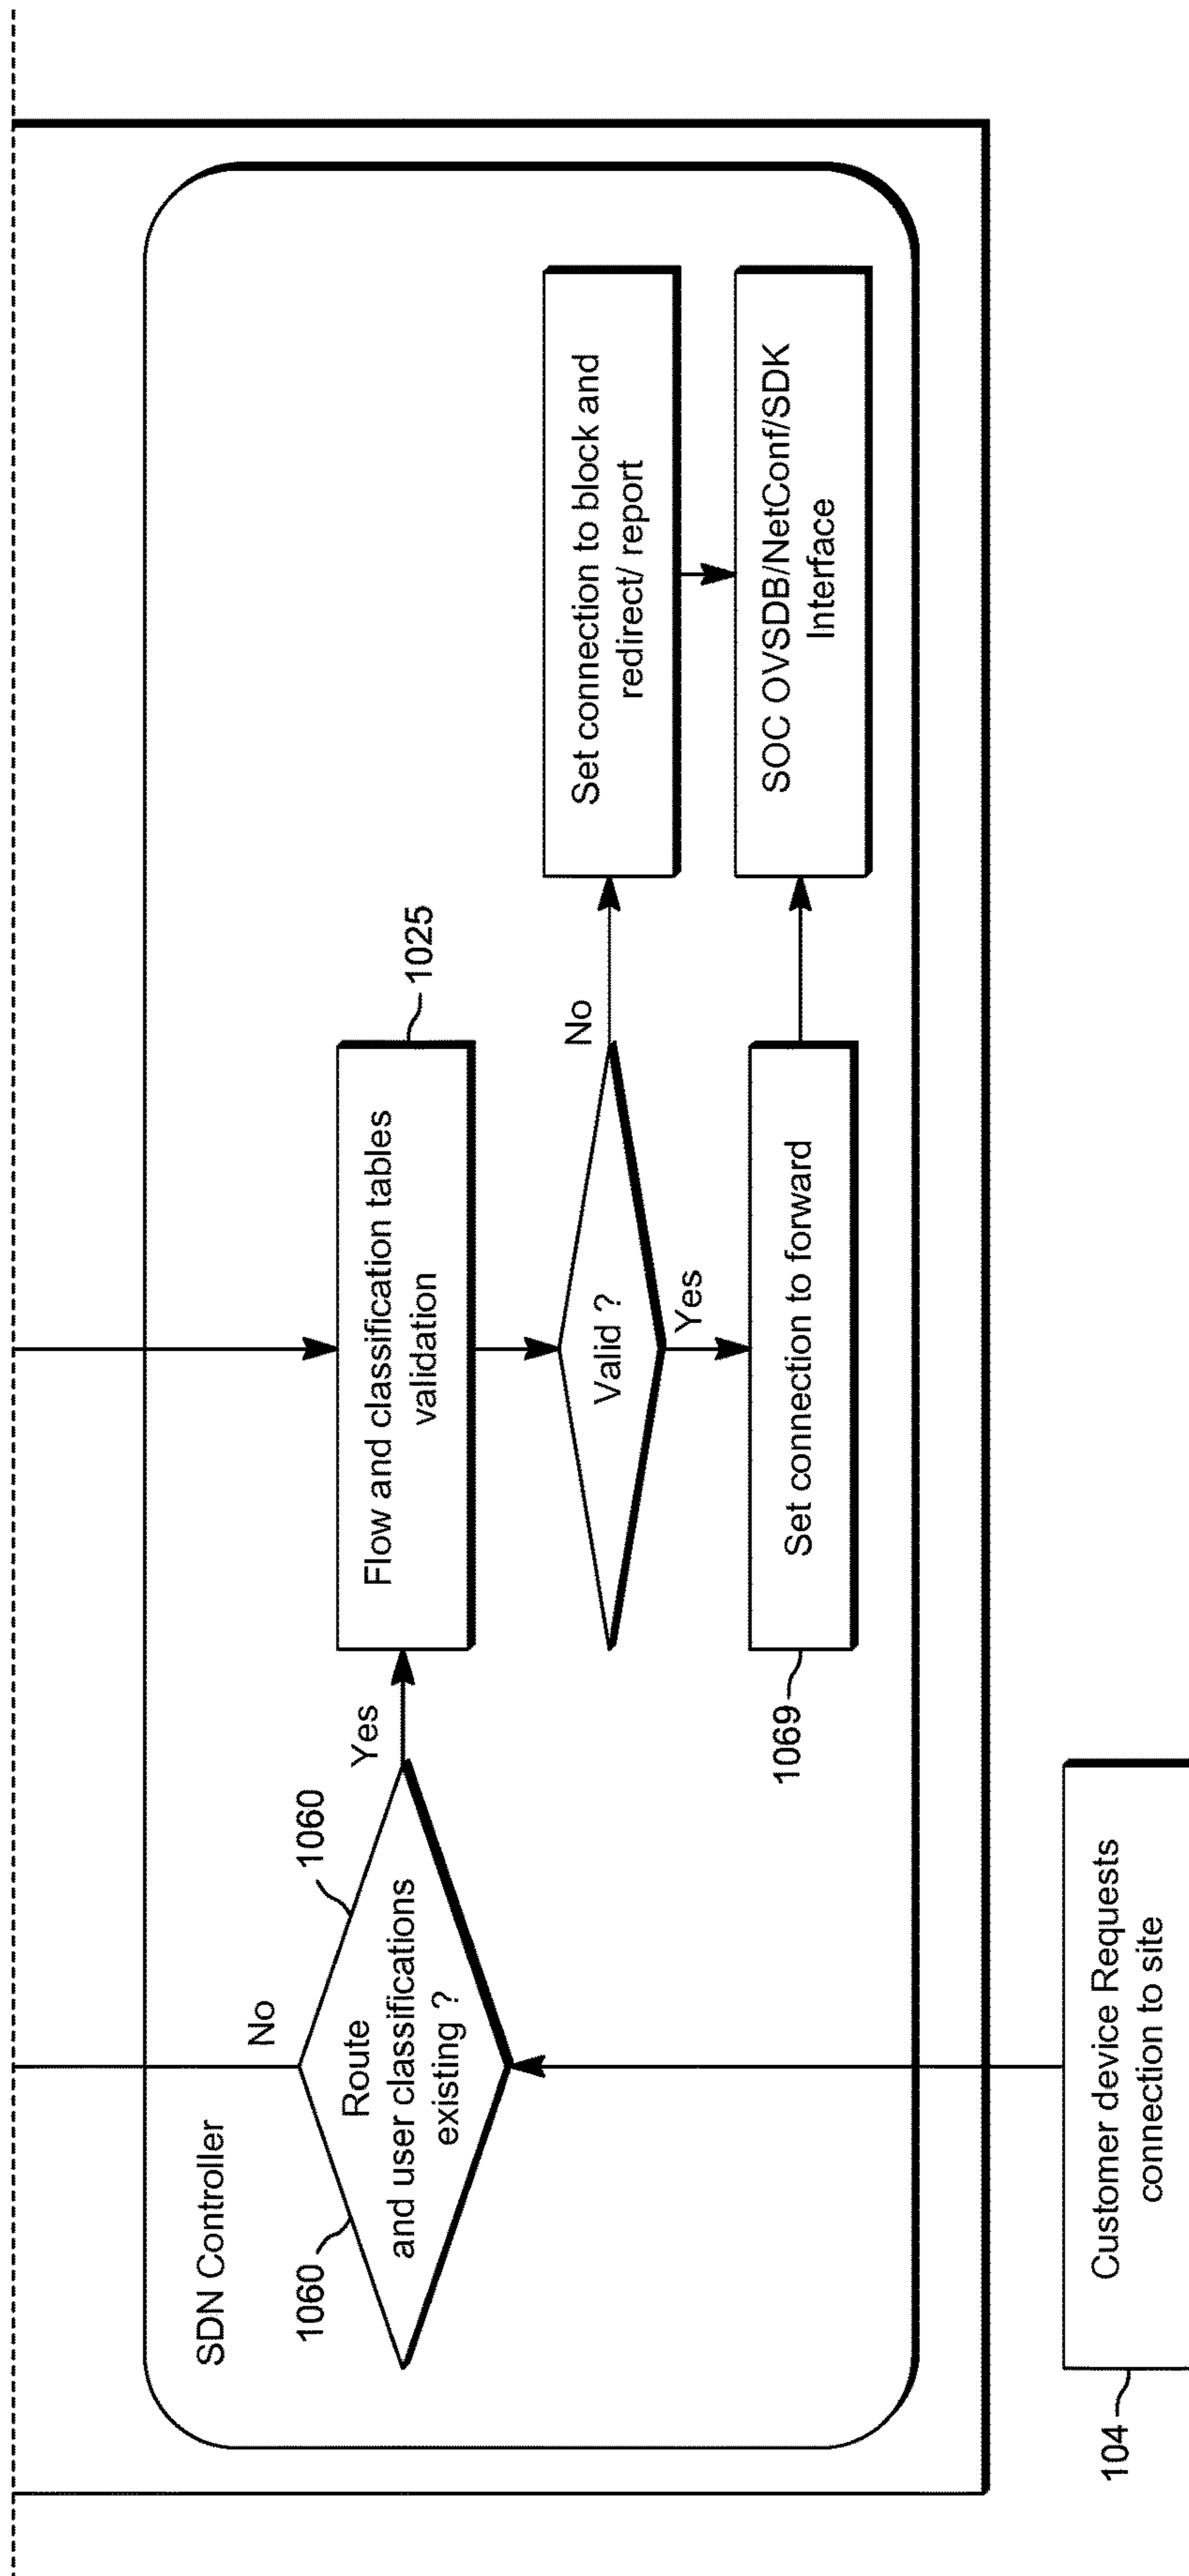 SDN Controller
No
1060
1060
Route
and user classifications
existing ?
Yes
1025
Flow and classification tables
validation
Valid ?
No
Yes
Set connection to block and
redirect/ report
1069
Set connection to forward
SOC OVSDB/NetConf/SDK
Interface
104
Customer device Requests
connection to site